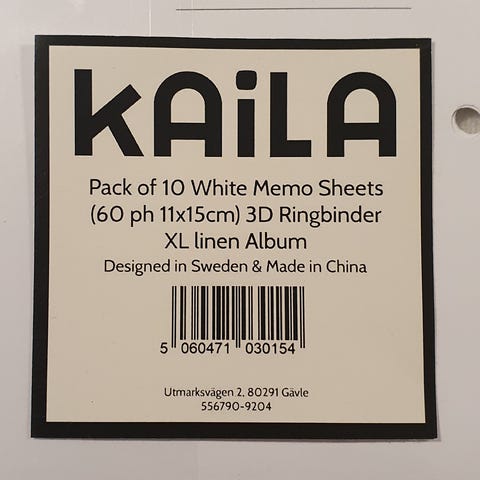 KAiLA
Pack of 10 White Memo Sheets
(60 ph 11x15cm) 3D Ringbinder
XL linen Album
Designed in Sweden & Made in China
5 060471 030154
Utmarksvägen 2, 80291 Gävle
556790-9204